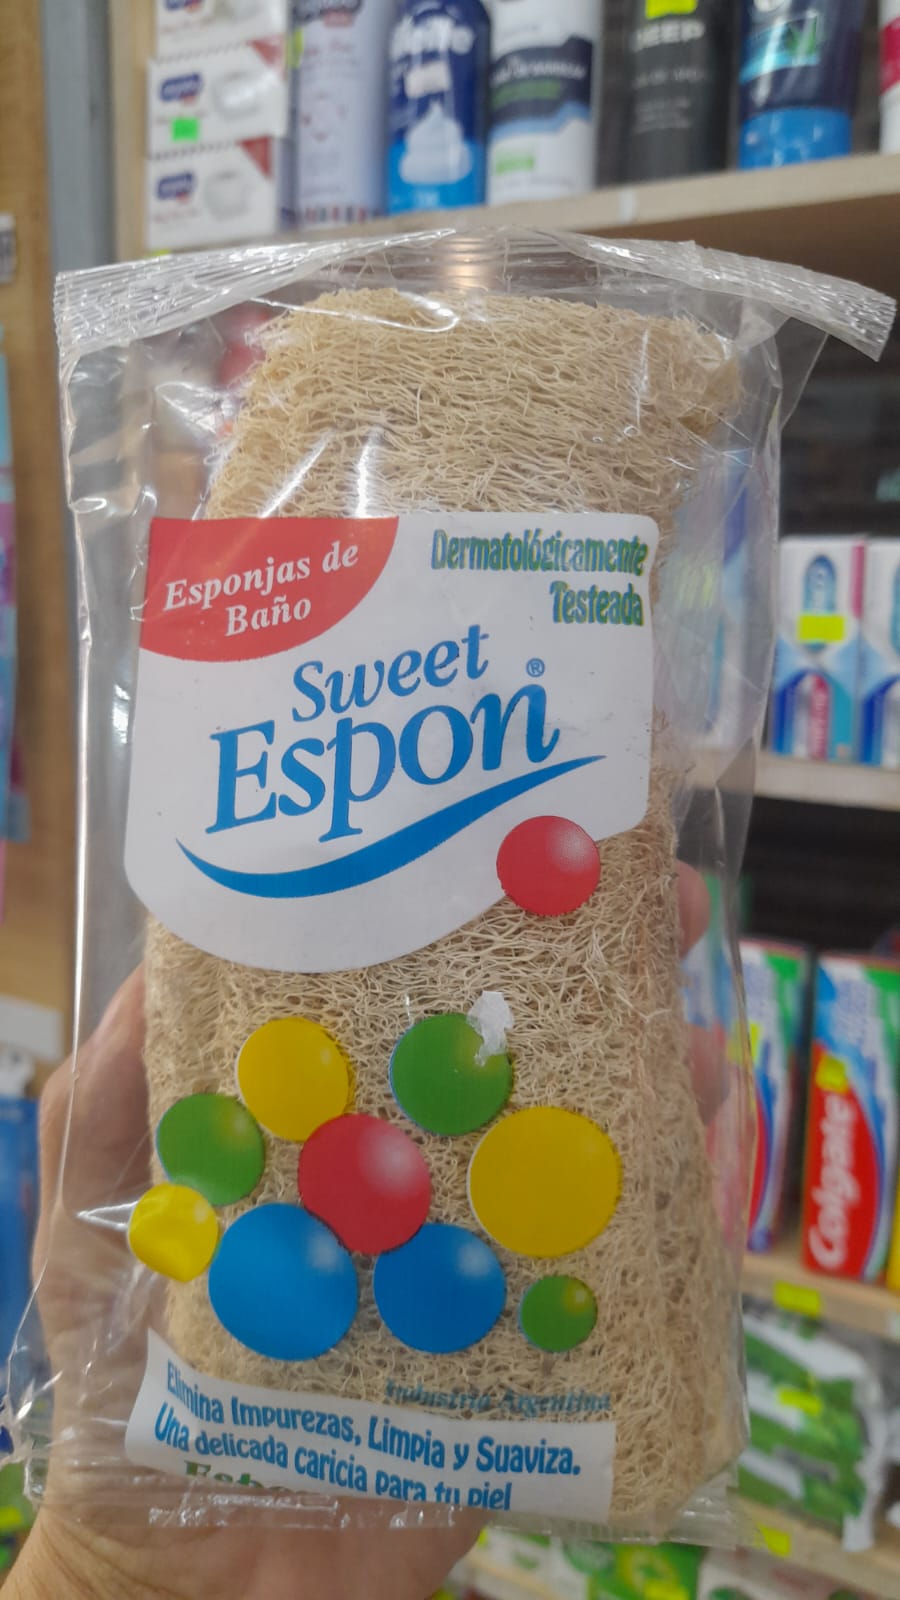 Esponjas de
Baño
Dermatológicamente
Testeada
Sweet
Espon®
Industria Argentina
Elimina Impurezas, Limpia y Suaviza.
Una delicada caricia para tu piel
Colgate